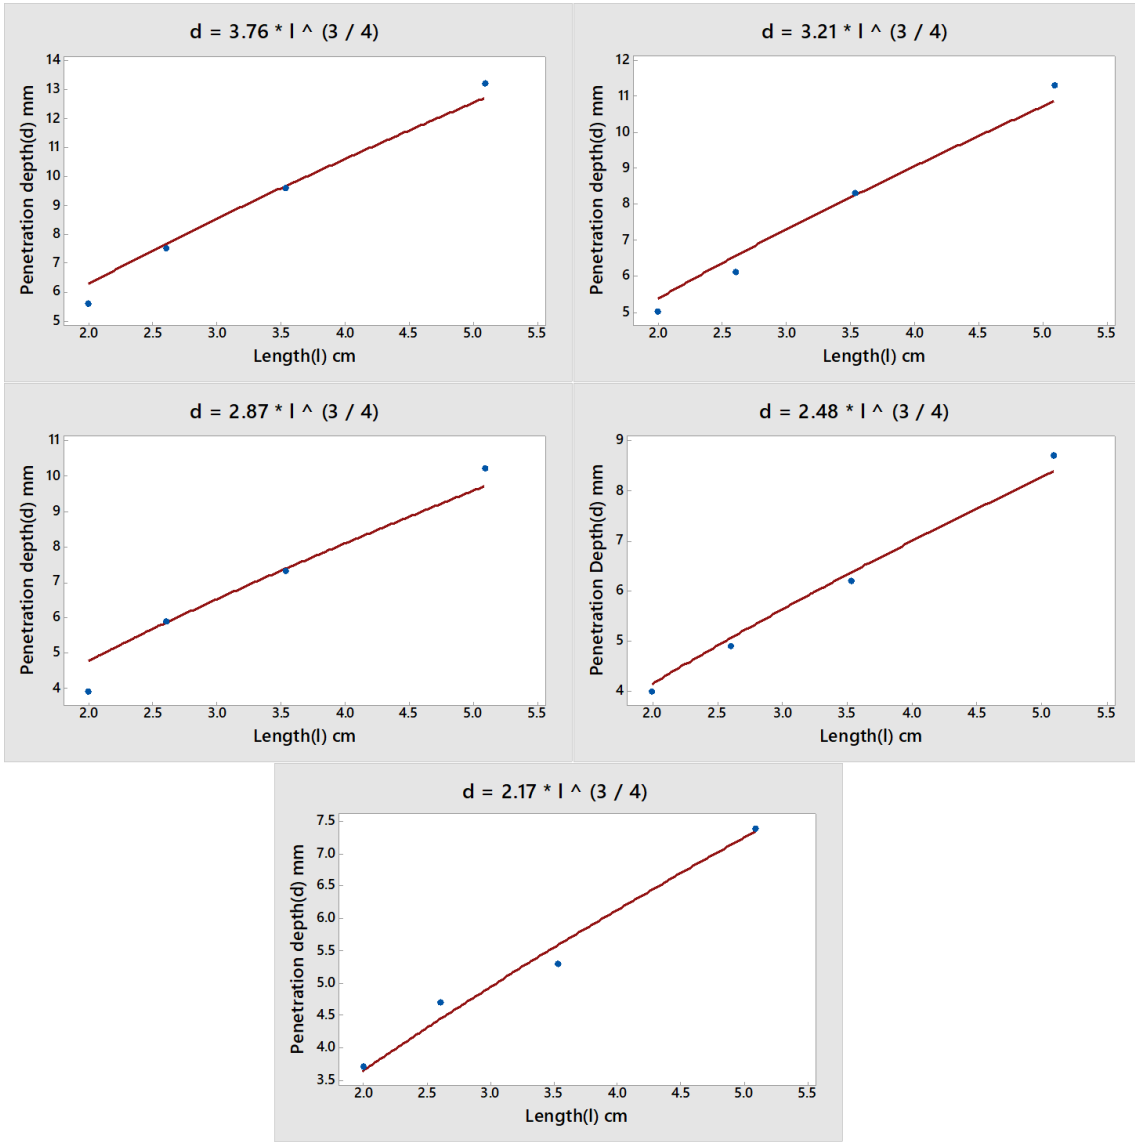 d = 3.76 * l ^ (3 / 4)
Penetration depth(d) mm
14
13
12
11
10
9
8
7
6
5
2.0 2.5 3.0 3.5 4.0 4.5 5.0 5.5
Length(l) cm
d = 3.21 * l ^ (3 / 4)
Penetration depth(d) mm
12
11
10
9
8
7
6
5
2.0 2.5 3.0 3.5 4.0 4.5 5.0 5.5
Length(l) cm
d = 2.87 * l ^ (3 / 4)
Penetration depth(d) mm
11
10
9
8
7
6
5
4
2.0 2.5 3.0 3.5 4.0 4.5 5.0 5.5
Length(l) cm
d = 2.48 * l ^ (3 / 4)
Penetration Depth(d) mm
9
8
7
6
5
4
2.0 2.5 3.0 3.5 4.0 4.5 5.0 5.5
Length(l) cm
d = 2.17 * l ^ (3 / 4)
Penetration depth(d) mm
7.5
7.0
6.5
6.0
5.5
5.0
4.5
4.0
3.5
2.0 2.5 3.0 3.5 4.0 4.5 5.0 5.5
Length(l) cm